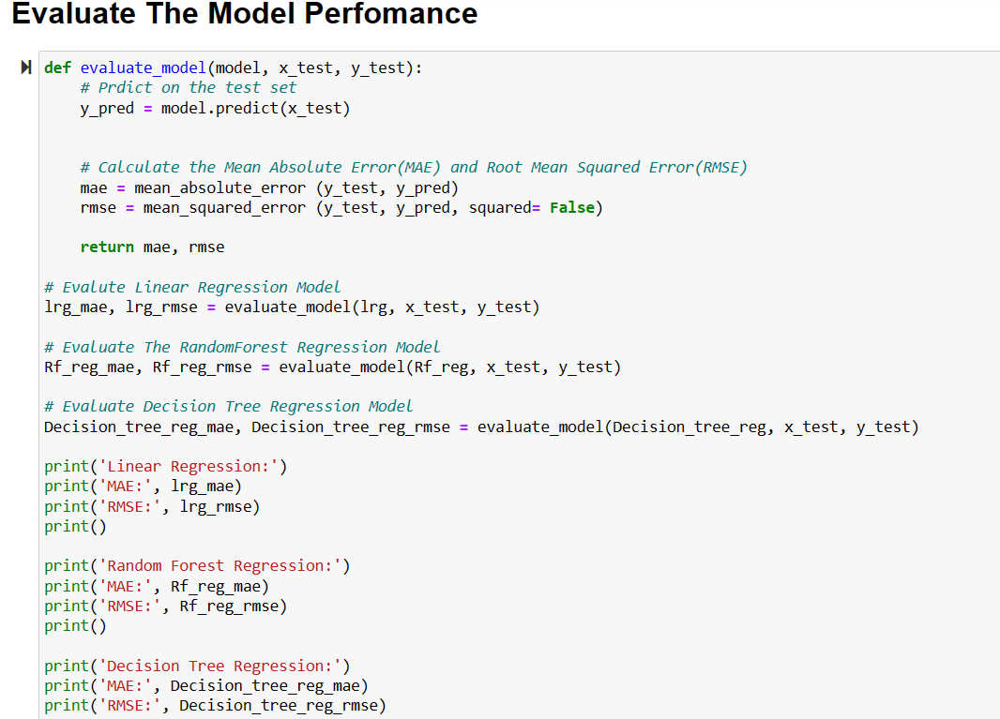 Evaluate The Model Perfomance
def evaluate_model(model, x_test, y_test):
# Prdict on the test set
y_pred = model.predict(x_test)
# Calculate the Mean Absolute Error(MAE) and Root Mean Squared Error(RMSE)
mae = mean_absolute_error (y_test, y_pred)
rmse = mean_squared_error (y_test, y_pred, squared= False)
return mae, rmse
# Evalute Linear Regression Model
lrg_mae, lrg_rmse = evaluate_model(lrg, x_test, y_test)
# Evaluate The RandomForest Regression Model
Rf_reg_mae, Rf_reg_rmse = evaluate_model(Rf_reg, x_test, y_test)
# Evaluate Decision Tree Regression Model
Decision_tree_reg_mae, Decision_tree_reg_rmse = evaluate_model(Decision_tree_reg, x_test, y_test)
print('Linear Regression:')
print('MAE:', lrg_mae)
print('RMSE:', lrg_rmse)
print()
print('Random Forest Regression:')
print('MAE:', Rf_reg_mae)
print('RMSE:', Rf_reg_rmse)
print()
print('Decision Tree Regression:')
print('MAE:', Decision_tree_reg_mae)
print('RMSE:', Decision_tree_reg_rmse)